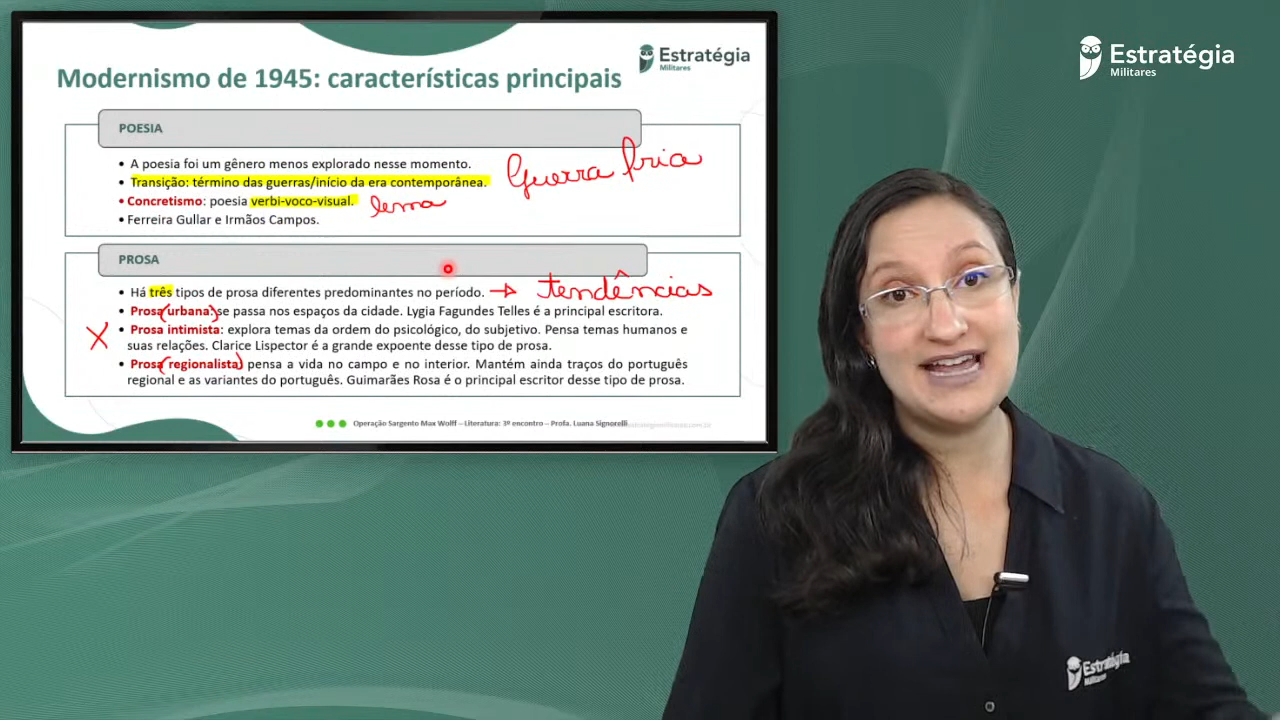 Estratégia
Militares
Modernismo de 1945: características principais
POESIA
• A poesia foi um gênero menos explorado nesse momento.
• Transição: término das guerras/início da era contemporânea.
Guerra fria
• Concretismo: poesia verbi-voco-visual.
lema
• Ferreira Gullar e Irmãos Campos.
PROSA
• Há três tipos de prosa diferentes predominantes no período. → tendências
• Prosa (urbana: se passa nos espaços da cidade. Lygia Fagundes Telles é a principal escritora.
X • Prosa intimista: explora temas da ordem do psicológico, do subjetivo. Pensa temas humanos e
suas relações. Clarice Lispector é a grande expoente desse tipo de prosa.
• Prosa (regionalista) pensa a vida no campo e no interior. Mantém ainda traços do português
regional e as variantes do português. Guimarães Rosa é o principal escritor desse tipo de prosa.
Operação Sargento Max Wolff – Literatura: 3º encontro – Profa. Luana Signorelli
Estratégia
Militares
Estratégia
Militares